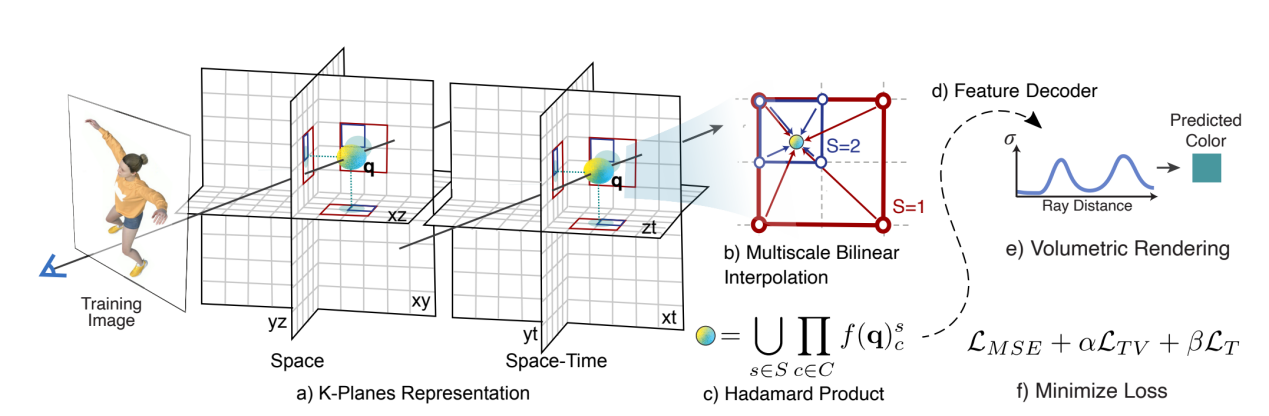 Training
Image
q
xz
xy
yz
Space
q
zt
xt
yt
Space-Time
a) K-Planes Representation
S=2
S=1
b) Multiscale Bilinear
Interpolation
= ⋃_{s∈S} ∏_{c∈C} f(q)_c^s
c) Hadamard Product
d) Feature Decoder
σ
Ray Distance
Predicted
Color
e) Volumetric Rendering
ℒ_{MSE} + αℒ_{TV} + βℒ_T
f) Minimize Loss